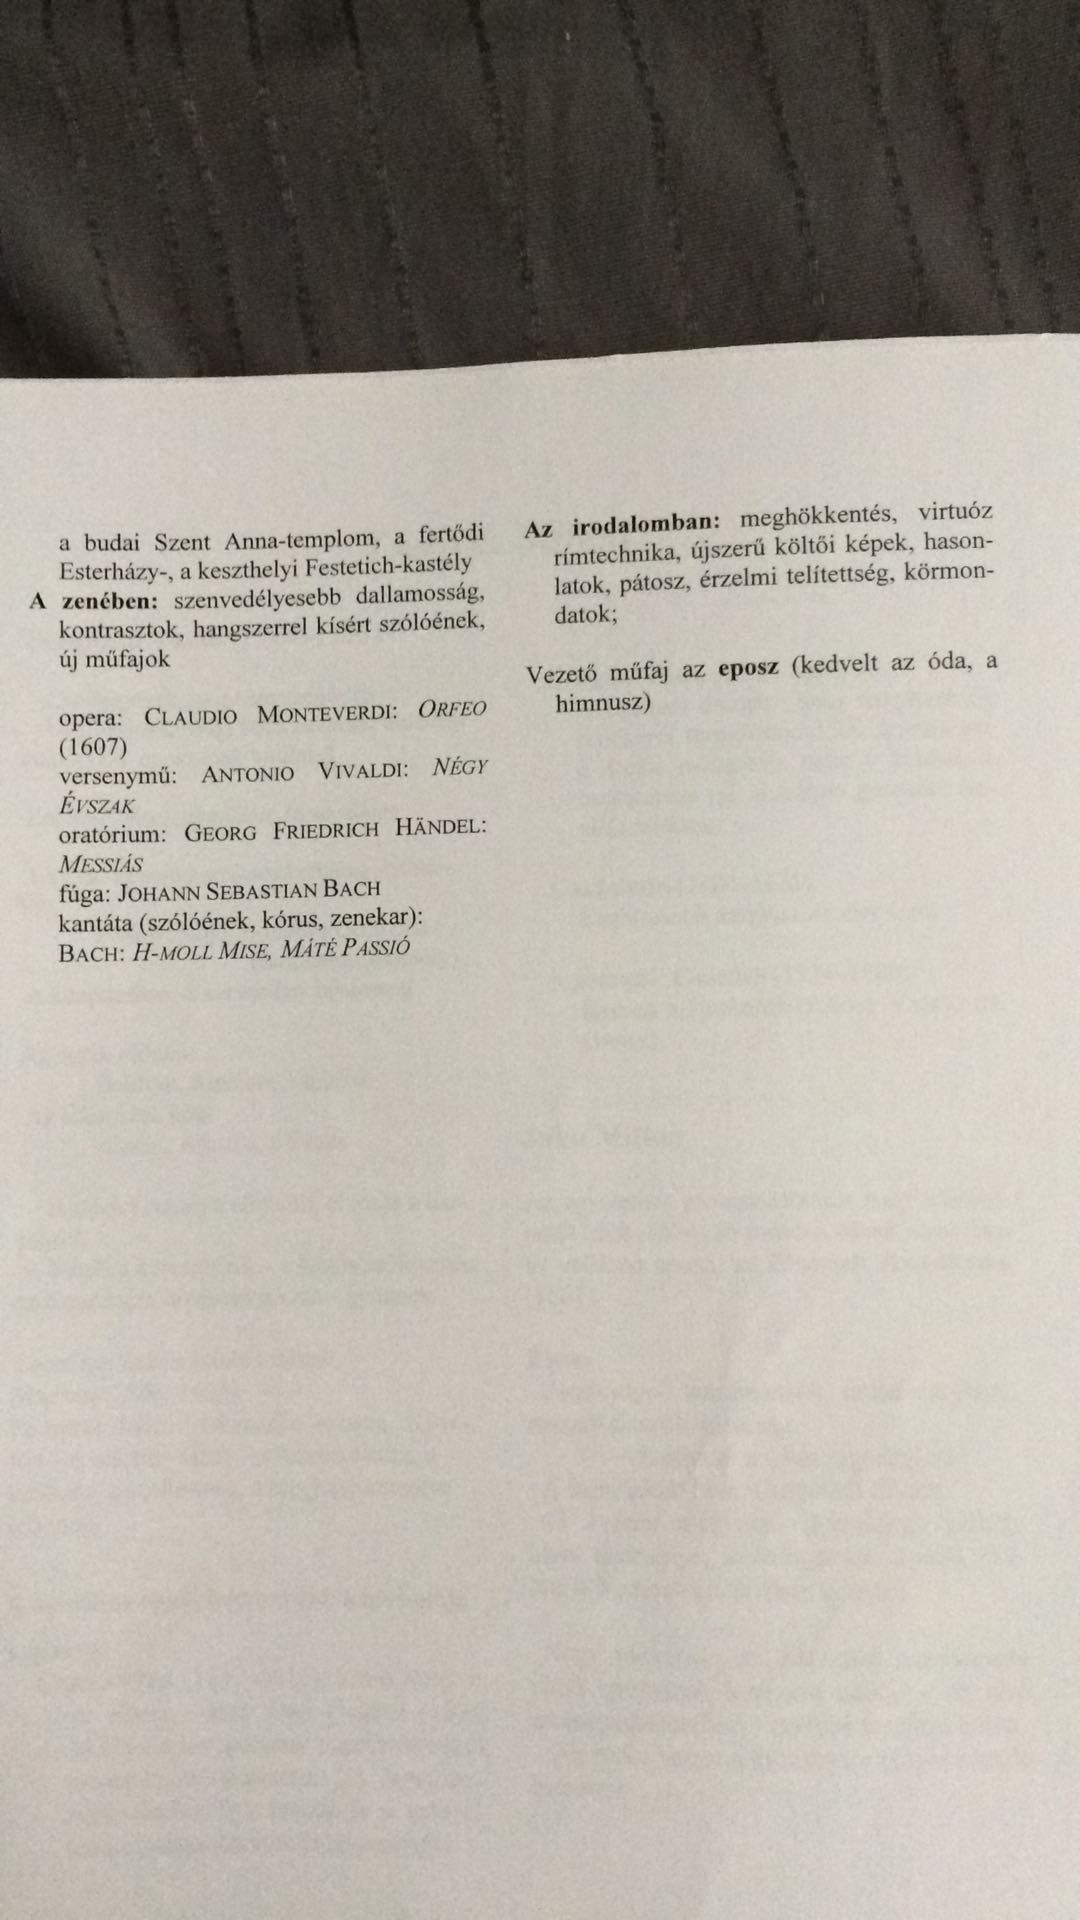 a budai Szent Anna-templom, a fertődi
Esterházy-, a keszthelyi Festetich-kastély
A zenében: szenvedélyesebb dallamosság,
kontrasztok, hangszerrel kísért szólóének,
új műfajok
opera: CLAUDIO MONTEVERDI: ORFEO
(1607)
versenymű: ANTONIO VIVALDI: NÉGY
ÉVSZAK
oratórium: GEORG FRIEDRICH HÄNDEL:
MESSIÁS
fúga: JOHANN SEBASTIAN BACH
kantáta (szólóének, kórus, zenekar):
BACH: H-MOLL MISE, MÁTÉ PASSIÓ
Az irodalomban: meghökkentés, virtuóz
rímtechnika, újszerű költői képek, hason-
latok, pátosz, érzelmi telítettség, körmon-
datok;
Vezető műfaj az eposz (kedvelt az óda, a
himnusz)